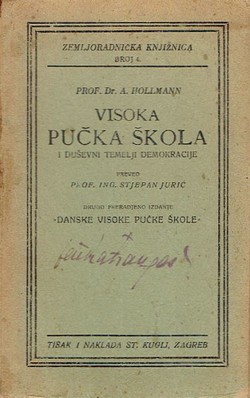 ZEMLJORADNIČKA KNJIŽNICA
BROJ 4.
PROF. Dr. A. HOLLMANN
VISOKA
PUČKA ŠKOLA
I DUŠEVNI TEMELJI DEMOKRACIJE
PREVEO
PROF. ING. STJEPAN JURIĆ
DRUGO PRERAĐENO IZDANJE
»DANSKE VISOKE PUČKE ŠKOLE«
TISAK I NAKLADA ST. KUGLI, ZAGREB